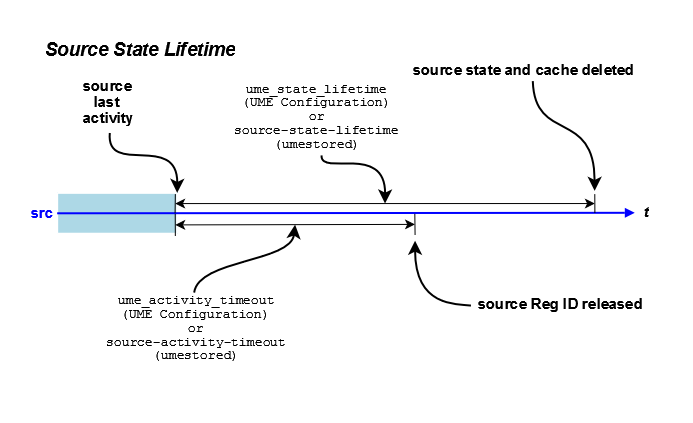 Source State Lifetime
source
last
activity
ume_state_lifetime
(UME Configuration)
or
source-state-lifetime
(umestored)
source state and cache deleted
src
t
ume_activity_timeout
(UME Configuration)
or
source-activity-timeout
(umestored)
source Reg ID released